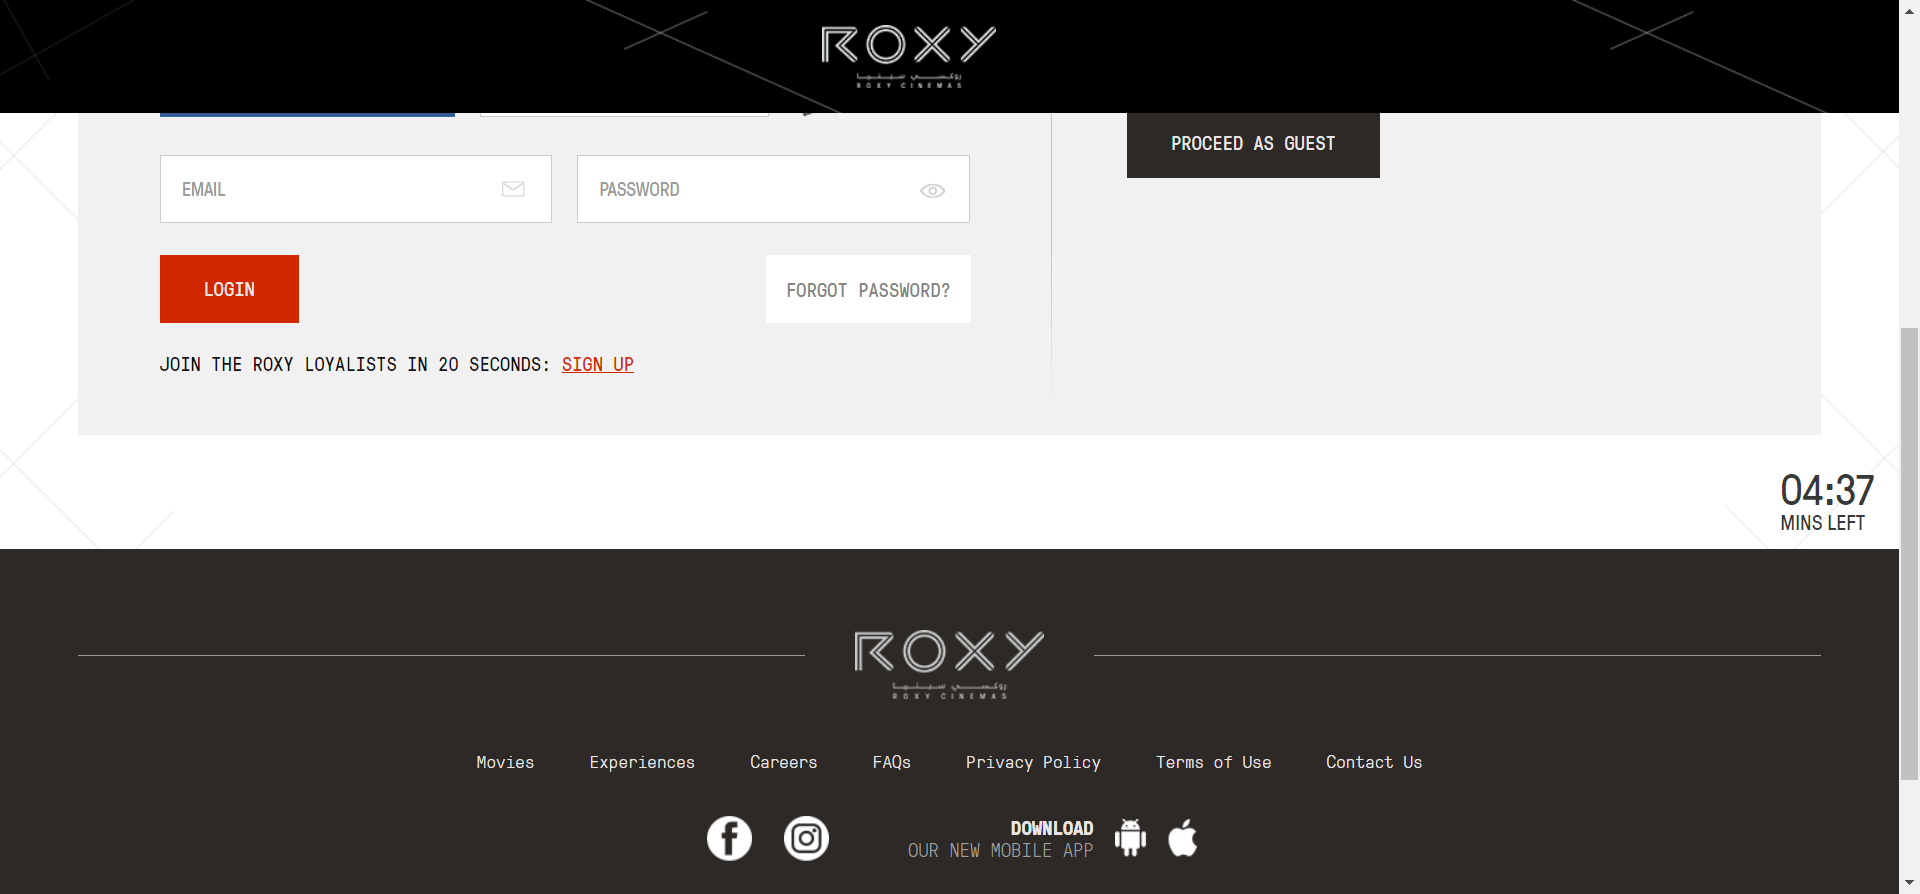 ROXY
روكسي سينما
ROXY CINEMAS
PROCEED AS GUEST
EMAIL
PASSWORD
LOGIN
FORGOT PASSWORD?
JOIN THE ROXY LOYALISTS IN 20 SECONDS: SIGN UP
04:37
MINS LEFT
ROXY
روكسي سينما
ROXY CINEMAS
Movies Experiences Careers FAQs Privacy Policy Terms of Use Contact Us
DOWNLOAD
OUR NEW MOBILE APP